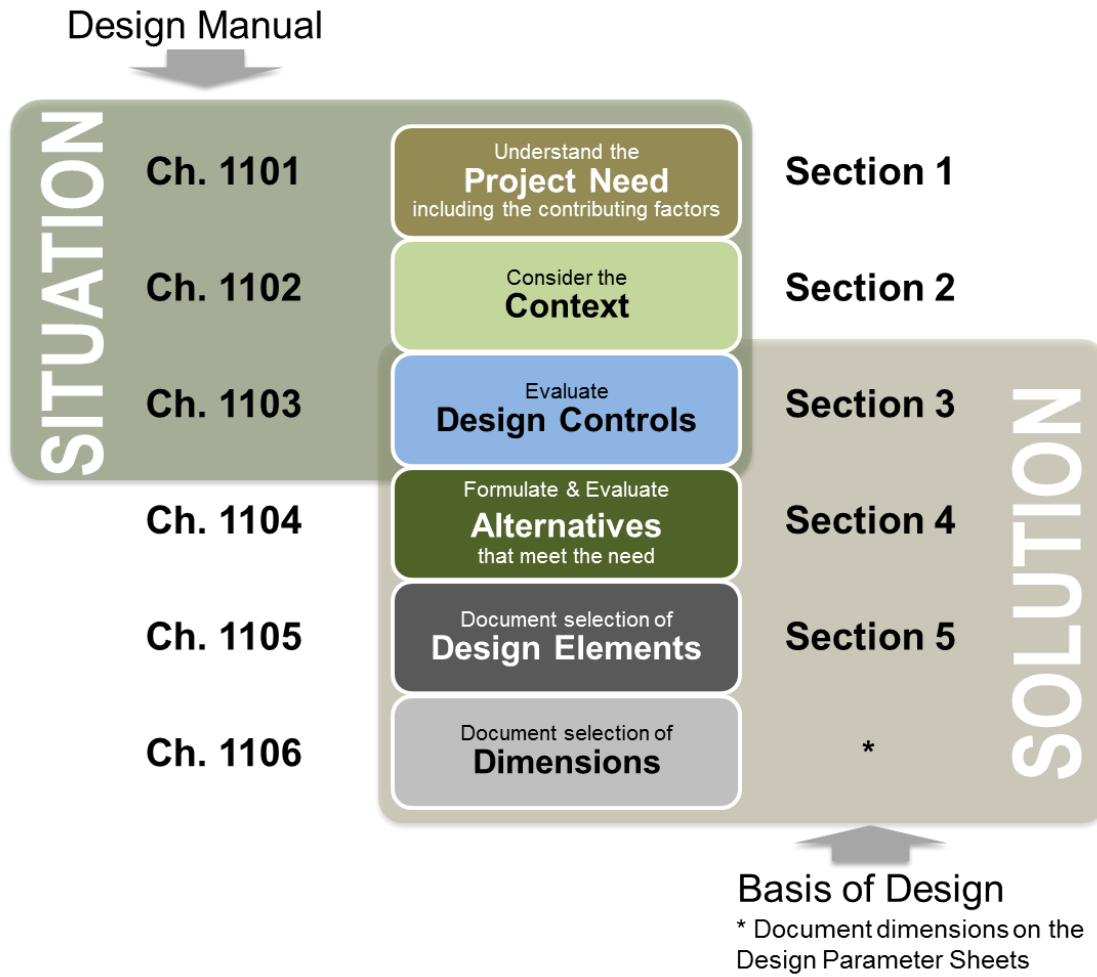 Design Manual
SITUATION
Ch. 1101
Understand the
Project Need
including the contributing factors
Section 1
Ch. 1102
Consider the
Context
Section 2
Ch. 1103
Evaluate
Design Controls
Section 3
Ch. 1104
Formulate & Evaluate
Alternatives
that meet the need
Section 4
Ch. 1105
Document selection of
Design Elements
Section 5
Ch. 1106
Document selection of
Dimensions
*
SOLUTION
Basis of Design
* Document dimensions on the
Design Parameter Sheets